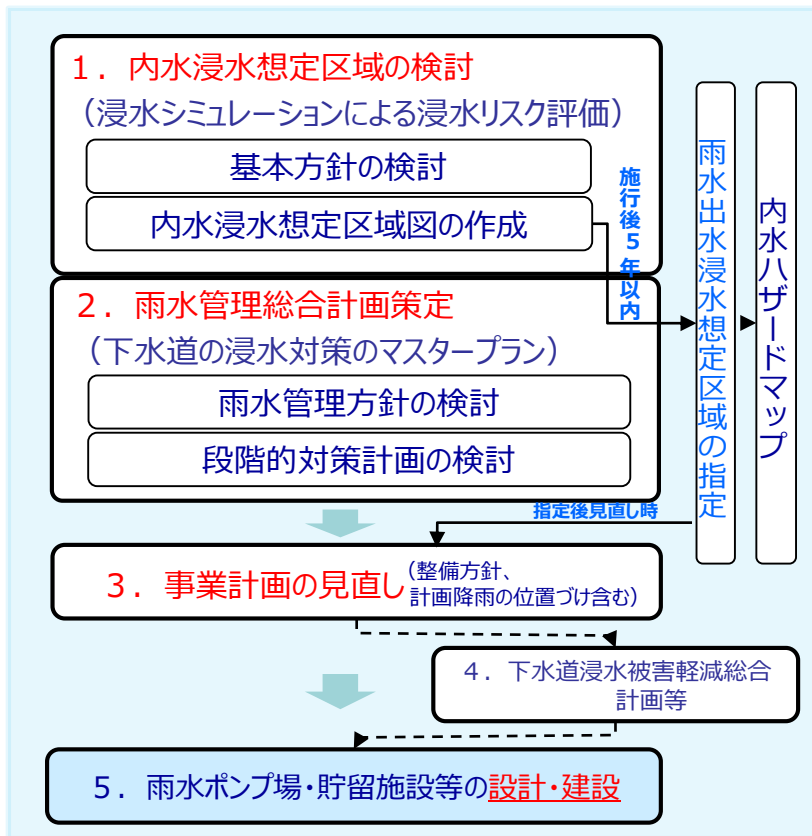 1．内水浸水想定区域の検討
（浸水シミュレーションによる浸水リスク評価）
基本方針の検討
内水浸水想定区域図の作成
施行後5年以内
雨水出水浸水想定区域の指定
内水ハザードマップ
2．雨水管理総合計画策定
（下水道の浸水対策のマスタープラン）
雨水管理方針の検討
段階的対策計画の検討
指定後見直し時
3．事業計画の見直し（整備方針、
計画降雨の位置づけ含む）
4．下水道浸水被害軽減総合
計画等
5．雨水ポンプ場・貯留施設等の設計・建設